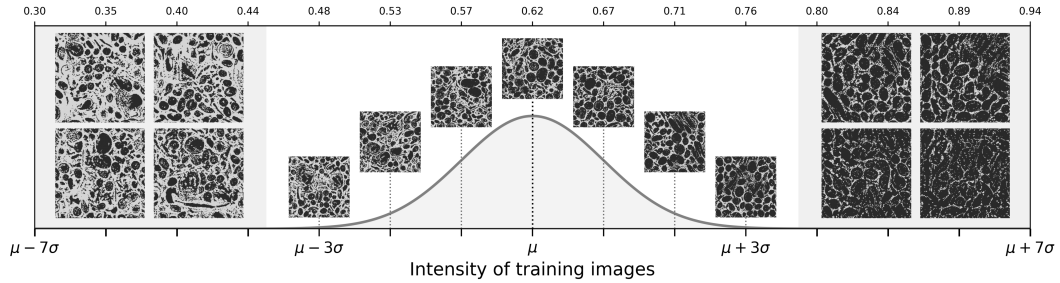 0.30 0.35 0.40 0.44 0.48 0.53 0.57 0.62 0.67 0.71 0.76 0.80 0.84 0.89 0.94
μ − 7σ μ − 3σ μ μ + 3σ μ + 7σ
Intensity of training images